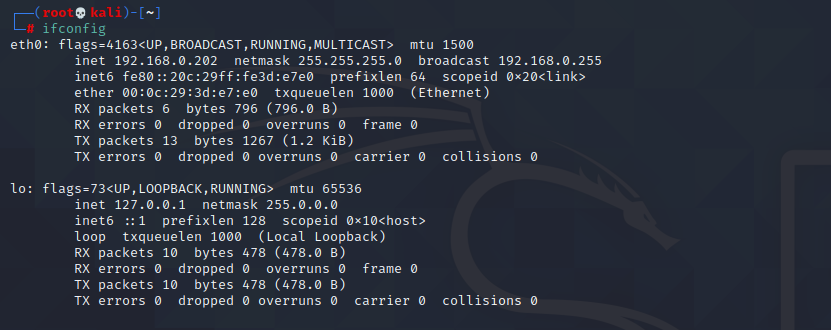 ┌──(root💀kali)-[~]
└─# ifconfig
eth0: flags=4163<UP,BROADCAST,RUNNING,MULTICAST>  mtu 1500
        inet 192.168.0.202  netmask 255.255.255.0  broadcast 192.168.0.255
        inet6 fe80::20c:29ff:fe3d:e7e0  prefixlen 64  scopeid 0×20<link>
        ether 00:0c:29:3d:e7:e0  txqueuelen 1000  (Ethernet)
        RX packets 6  bytes 796 (796.0 B)
        RX errors 0  dropped 0  overruns 0  frame 0
        TX packets 13  bytes 1267 (1.2 KiB)
        TX errors 0  dropped 0 overruns 0  carrier 0  collisions 0

lo: flags=73<UP,LOOPBACK,RUNNING>  mtu 65536
        inet 127.0.0.1  netmask 255.0.0.0
        inet6 ::1  prefixlen 128  scopeid 0×10<host>
        loop  txqueuelen 1000  (Local Loopback)
        RX packets 10  bytes 478 (478.0 B)
        RX errors 0  dropped 0  overruns 0  frame 0
        TX packets 10  bytes 478 (478.0 B)
        TX errors 0  dropped 0 overruns 0  carrier 0  collisions 0